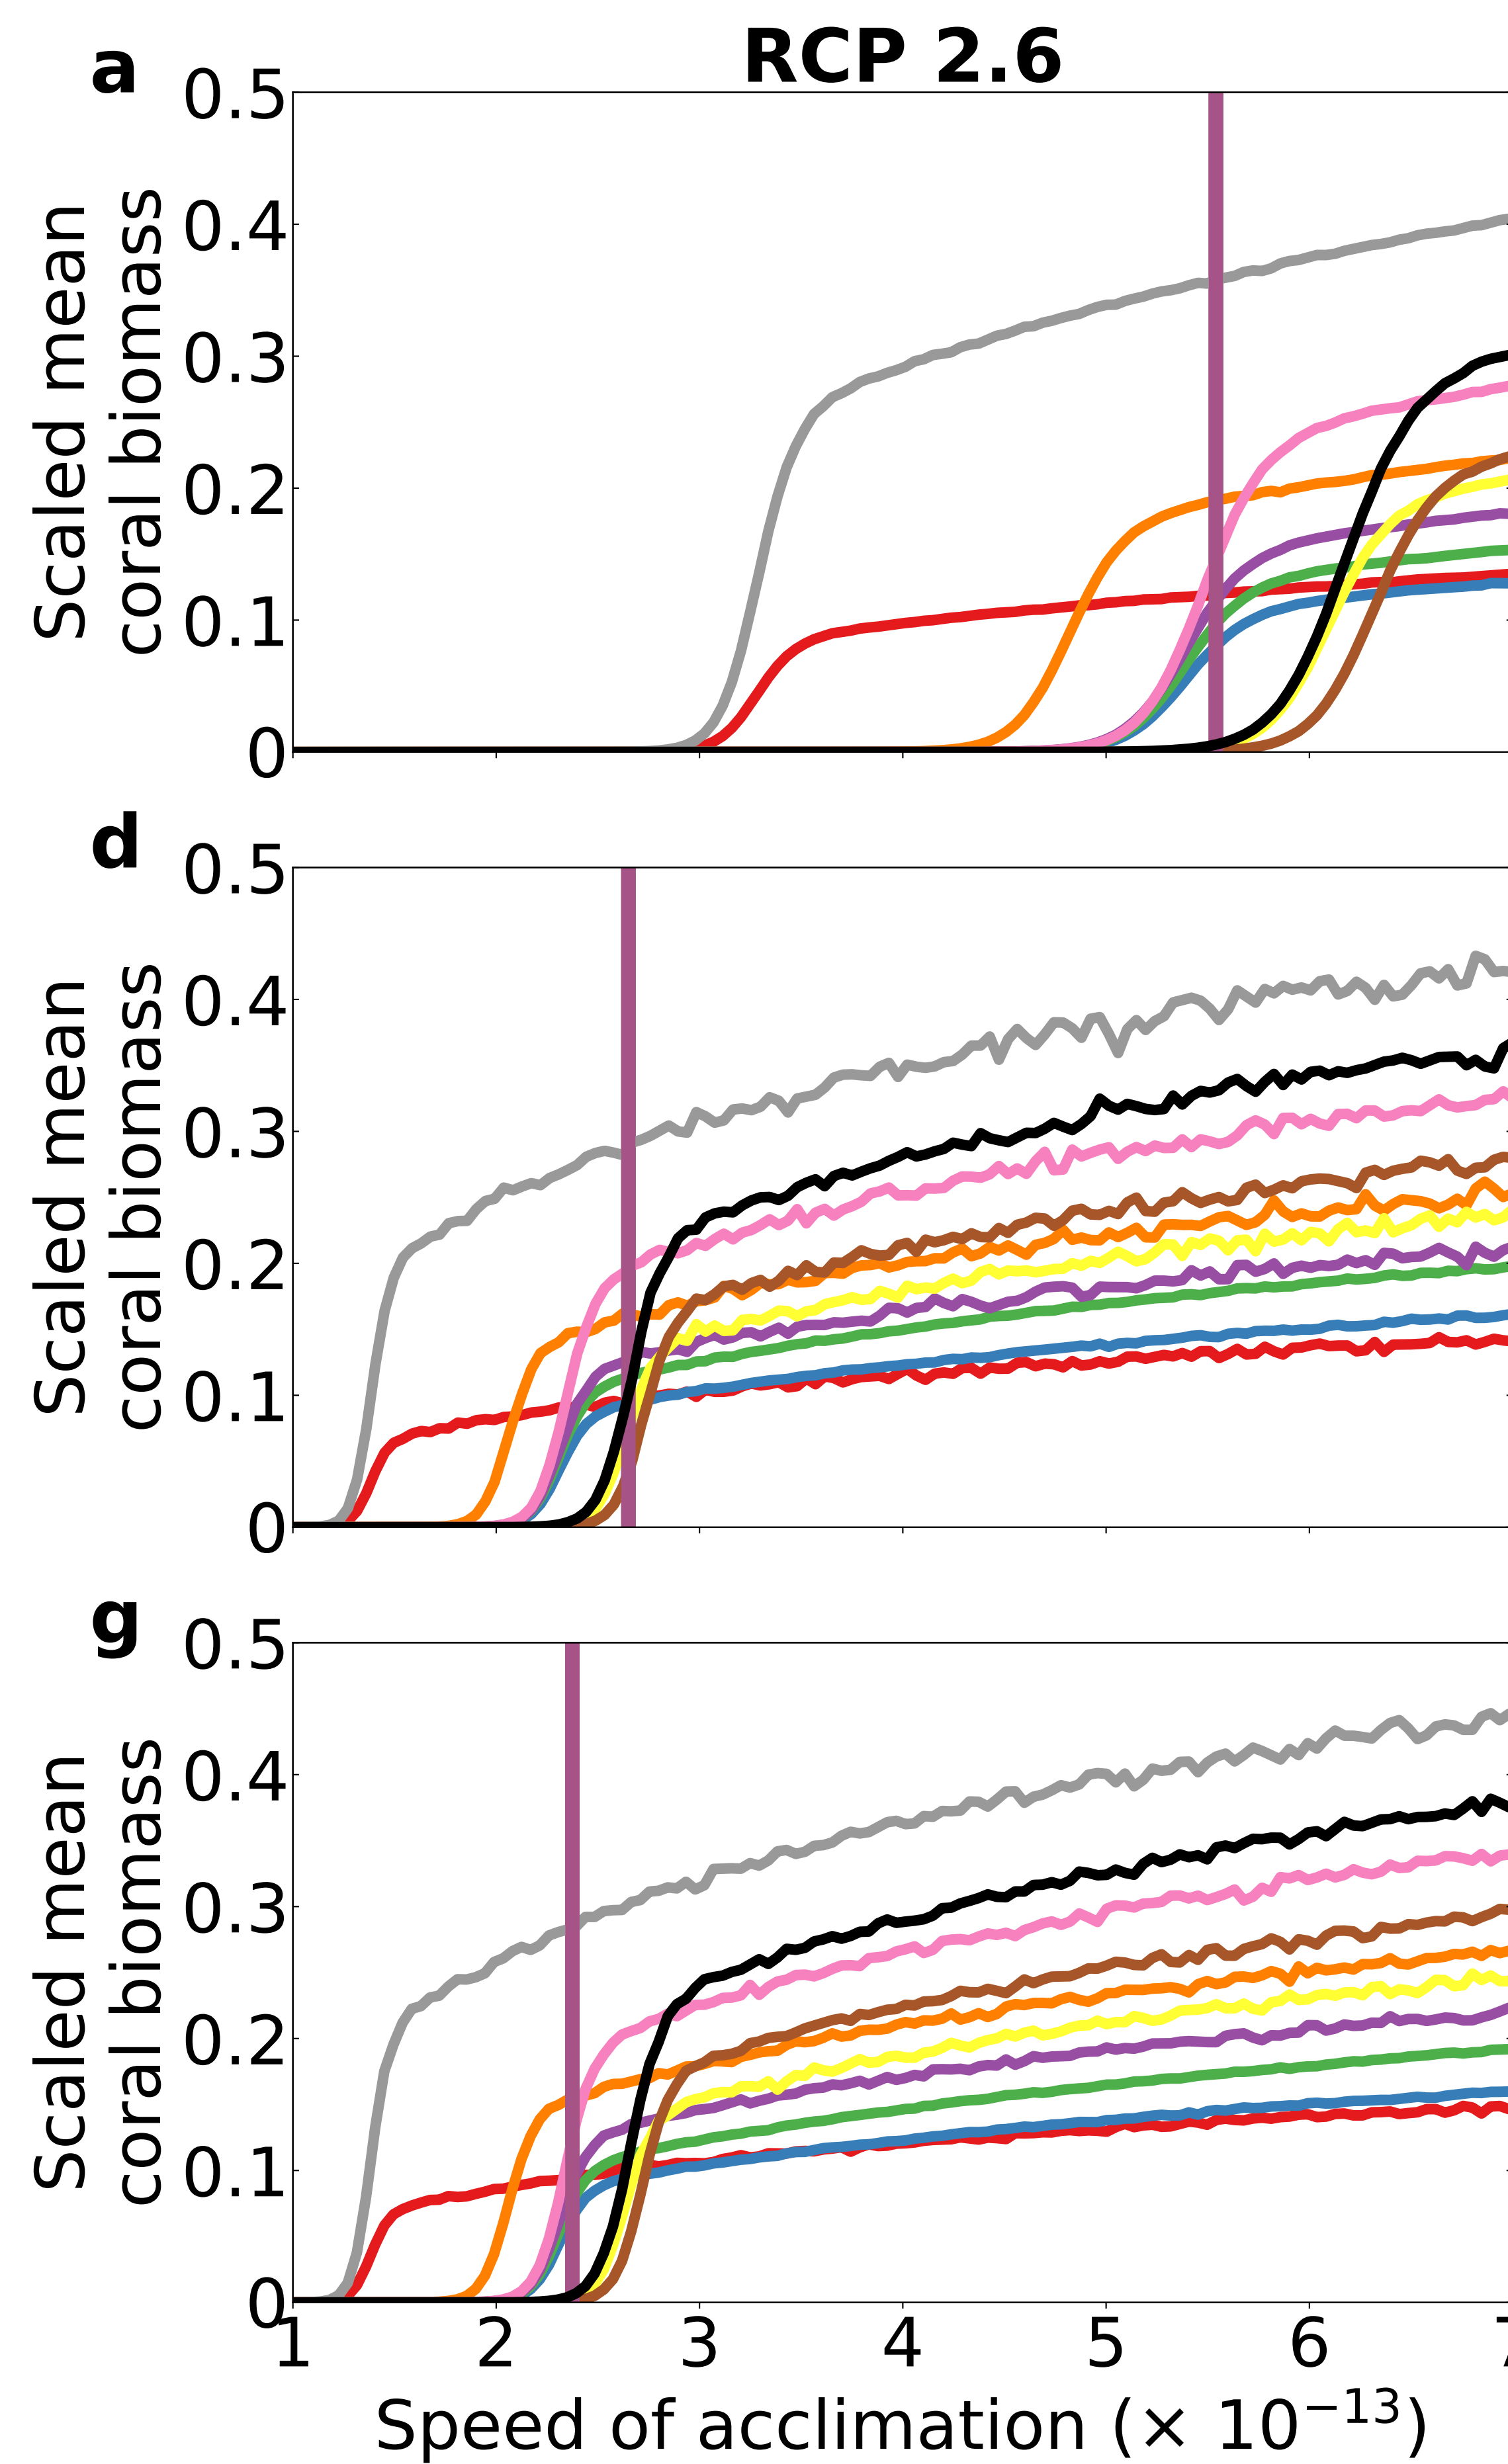 a
RCP 2.6
0.5
0.4
0.3
0.2
0.1
0
Scaled mean
coral biomass
d
0.5
0.4
0.3
0.2
0.1
0
Scaled mean
coral biomass
g
0.5
0.4
0.3
0.2
0.1
0
Scaled mean
coral biomass
1 2 3 4 5 6 7
Speed of acclimation (× 10⁻¹³)